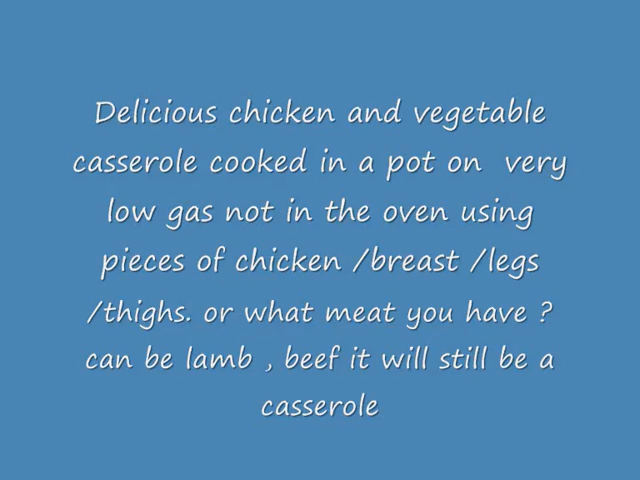 Delicious chicken and vegetable
casserole cooked in a pot on  very
low gas not in the oven using
pieces of chicken /breast /legs
/thighs. or what meat you have ?
can be lamb , beef it will still be a
casserole